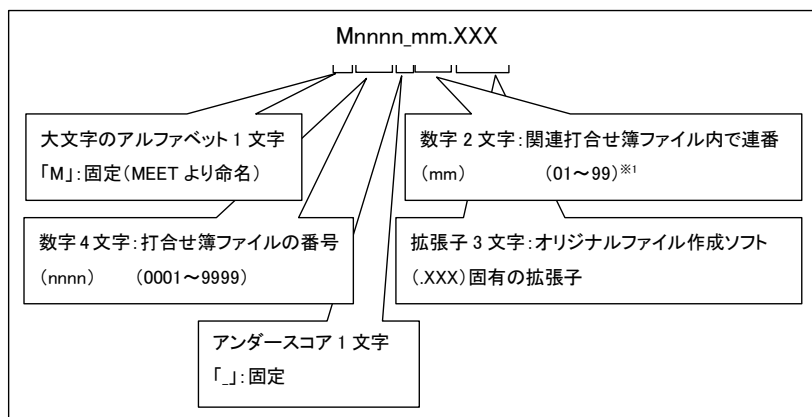 Mnnnn_mm.XXX
大文字のアルファベット 1 文字
「M」：固定（MEET より命名）
数字 2 文字：関連打合せ簿ファイル内で連番
（mm） （01～99）※1
数字 4 文字：打合せ簿ファイルの番号
（nnnn） （0001～9999）
拡張子 3 文字：オリジナルファイル作成ソフト
（.XXX）固有の拡張子
アンダースコア 1 文字
「_」：固定